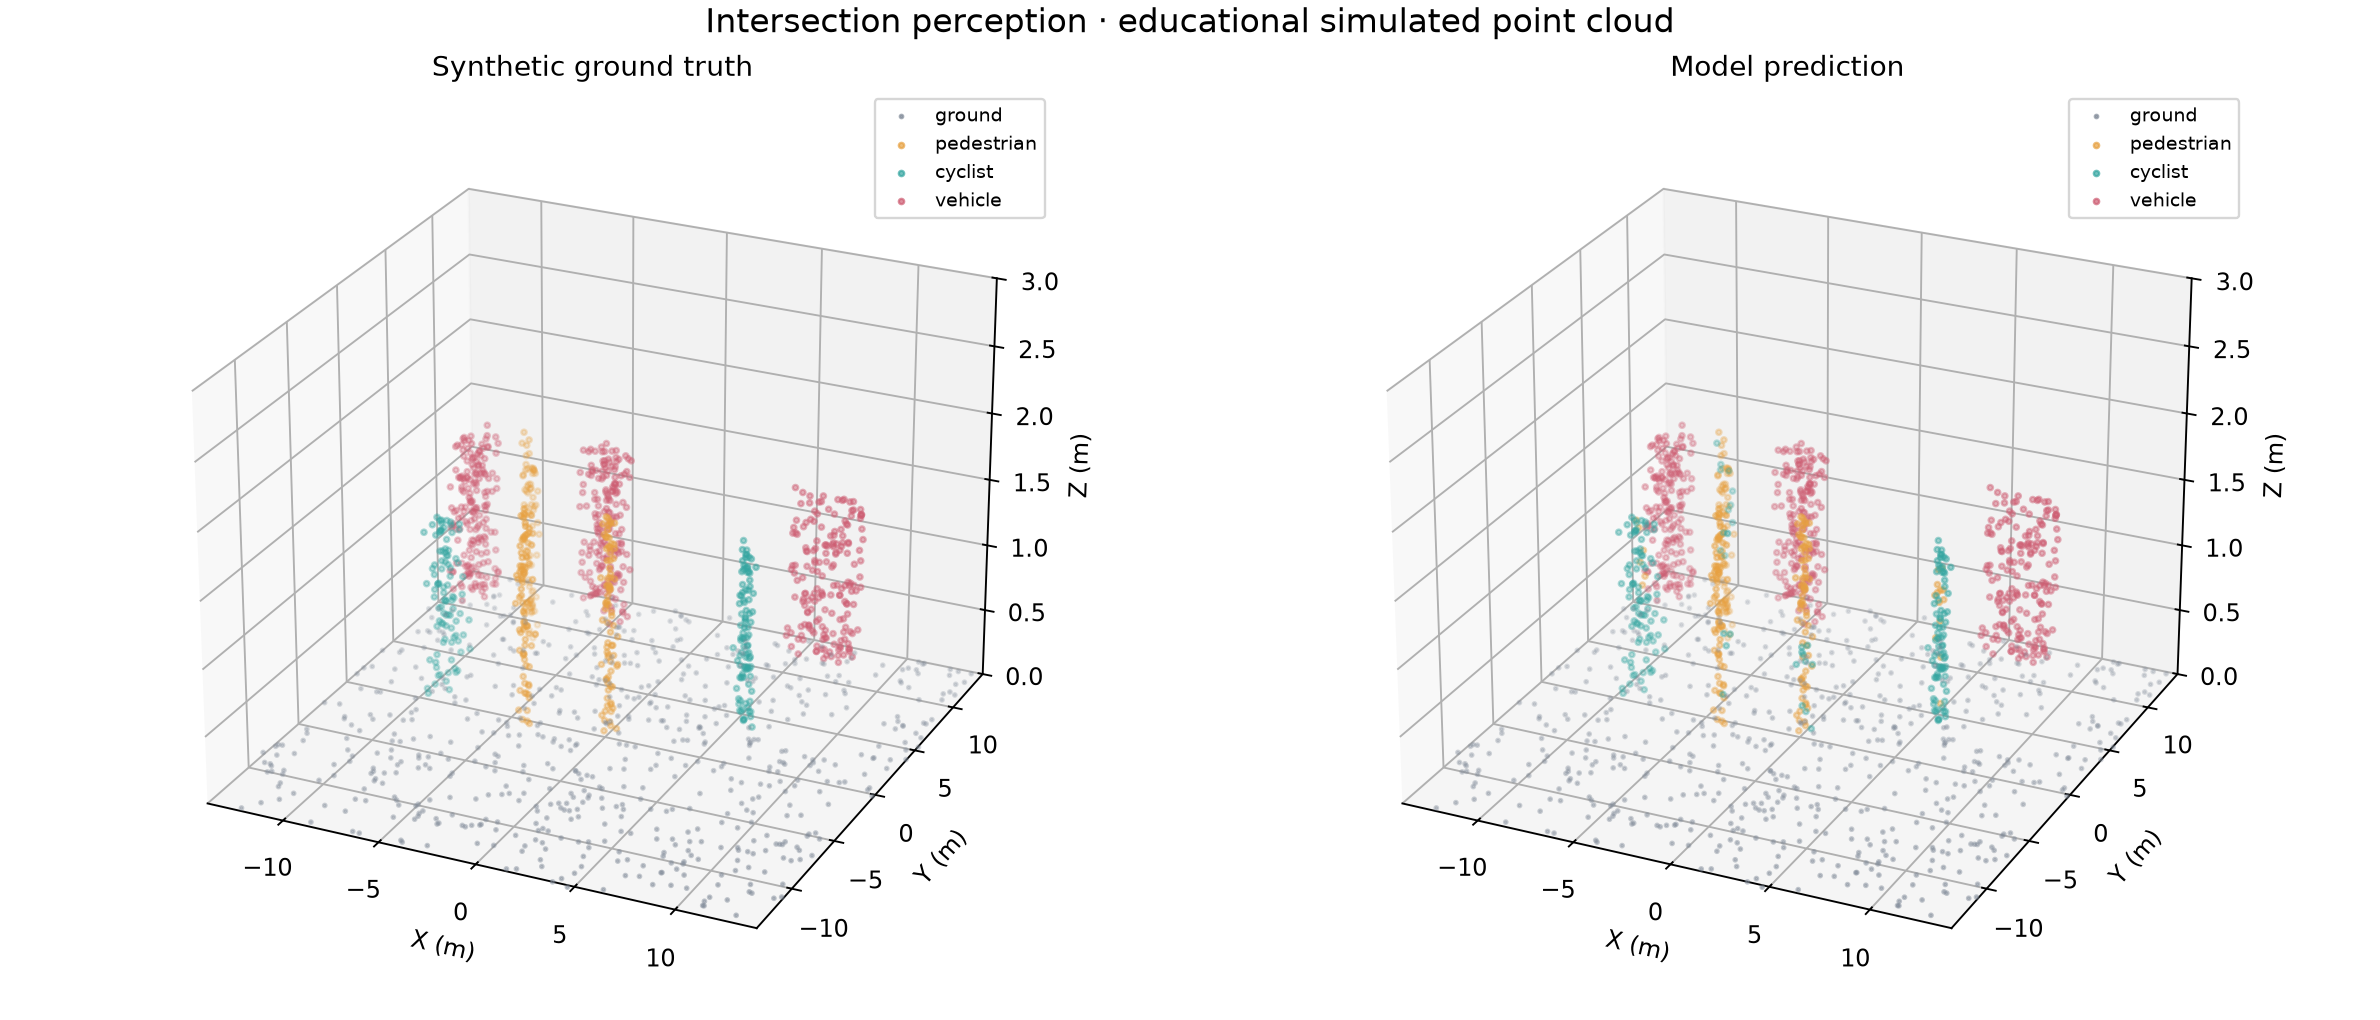 Intersection perception · educational simulated point cloud
Synthetic ground truth
ground
pedestrian
cyclist
vehicle
3.0
2.5
2.0
1.5
1.0
0.5
0.0
Z (m)
10
5
0
−5
−10
Y (m)
−10
−5
0
5
10
X (m)
Model prediction
ground
pedestrian
cyclist
vehicle
3.0
2.5
2.0
1.5
1.0
0.5
0.0
Z (m)
10
5
0
−5
−10
Y (m)
−10
−5
0
5
10
X (m)